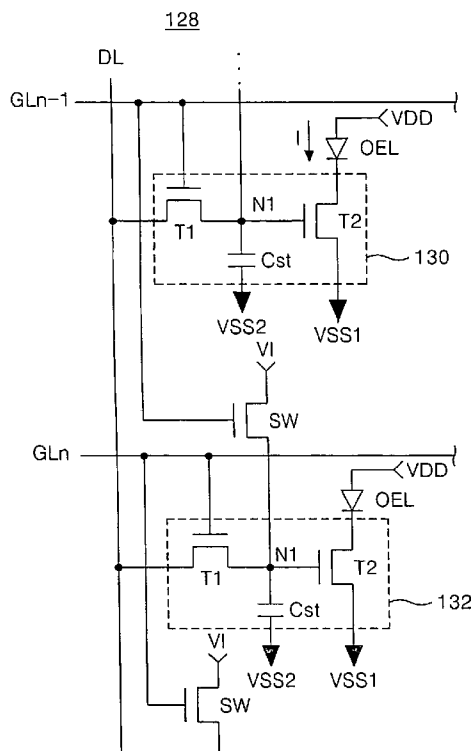 128
DL
GLn-1
VDD
I
OEL
N1
T1
T2
130
Cst
VSS2
VSS1
VI
SW
GLn
VDD
OEL
N1
T1
T2
Cst
132
VI
VSS2
VSS1
SW